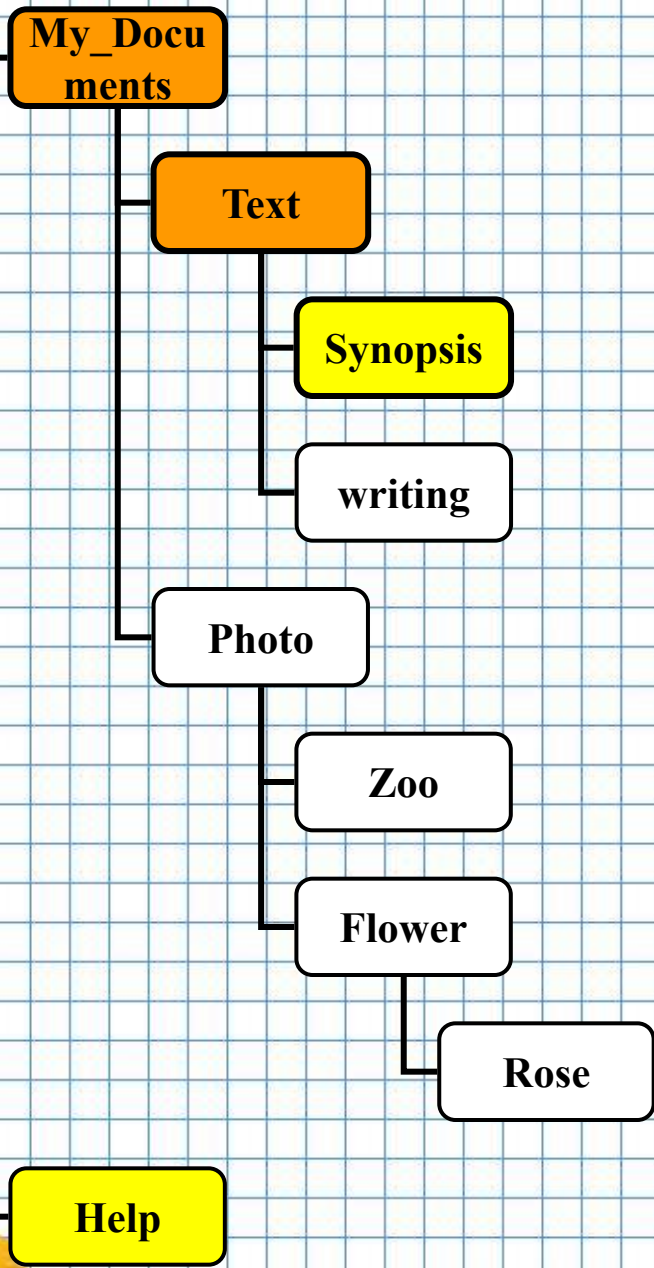 My_Docu
ments
Text
Synopsis
writing
Photo
Zoo
Flower
Rose
Help